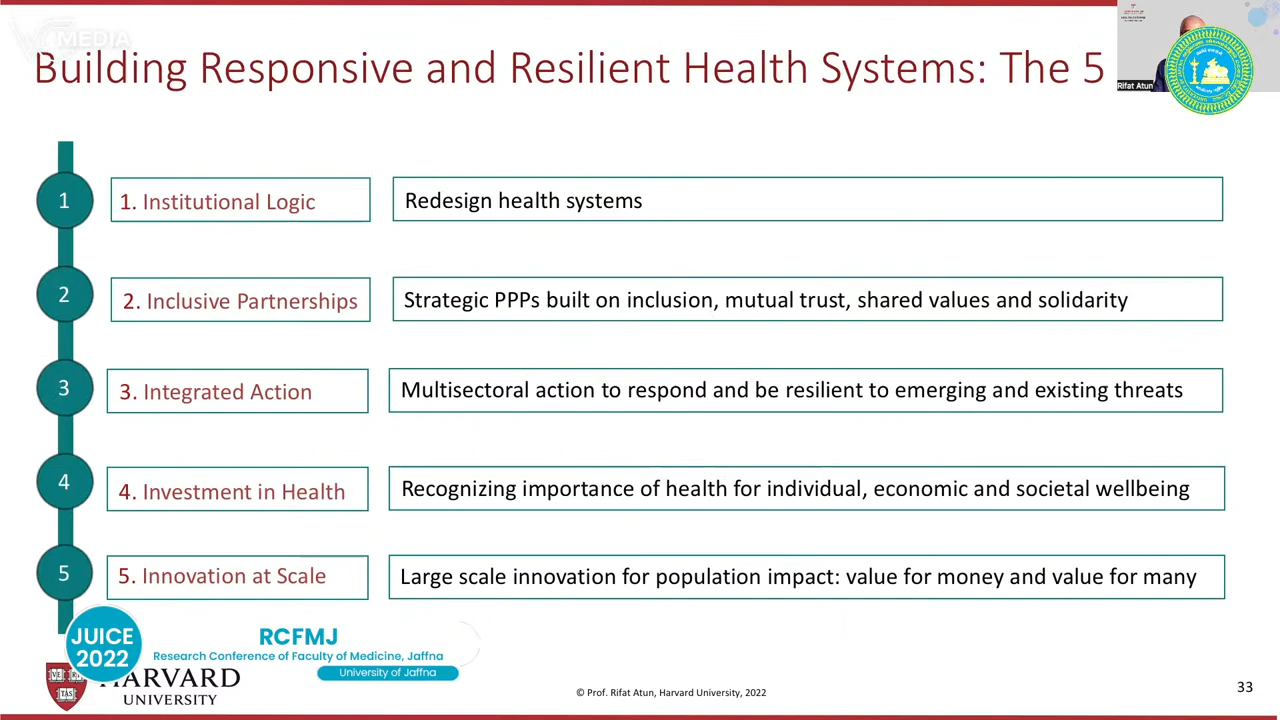 MEDIA
Building Responsive and Resilient Health Systems: The 5
Rifat Atun
1
1. Institutional Logic
Redesign health systems
2
2. Inclusive Partnerships
Strategic PPPs built on inclusion, mutual trust, shared values and solidarity
3
3. Integrated Action
Multisectoral action to respond and be resilient to emerging and existing threats
4
4. Investment in Health
Recognizing importance of health for individual, economic and societal wellbeing
5
5. Innovation at Scale
Large scale innovation for population impact: value for money and value for many
JUICE
2022
RCFMJ
Research Conference of Faculty of Medicine, Jaffna
University of Jaffna
VE RI
TAS
HARVARD
UNIVERSITY
© Prof. Rifat Atun, Harvard University, 2022
33